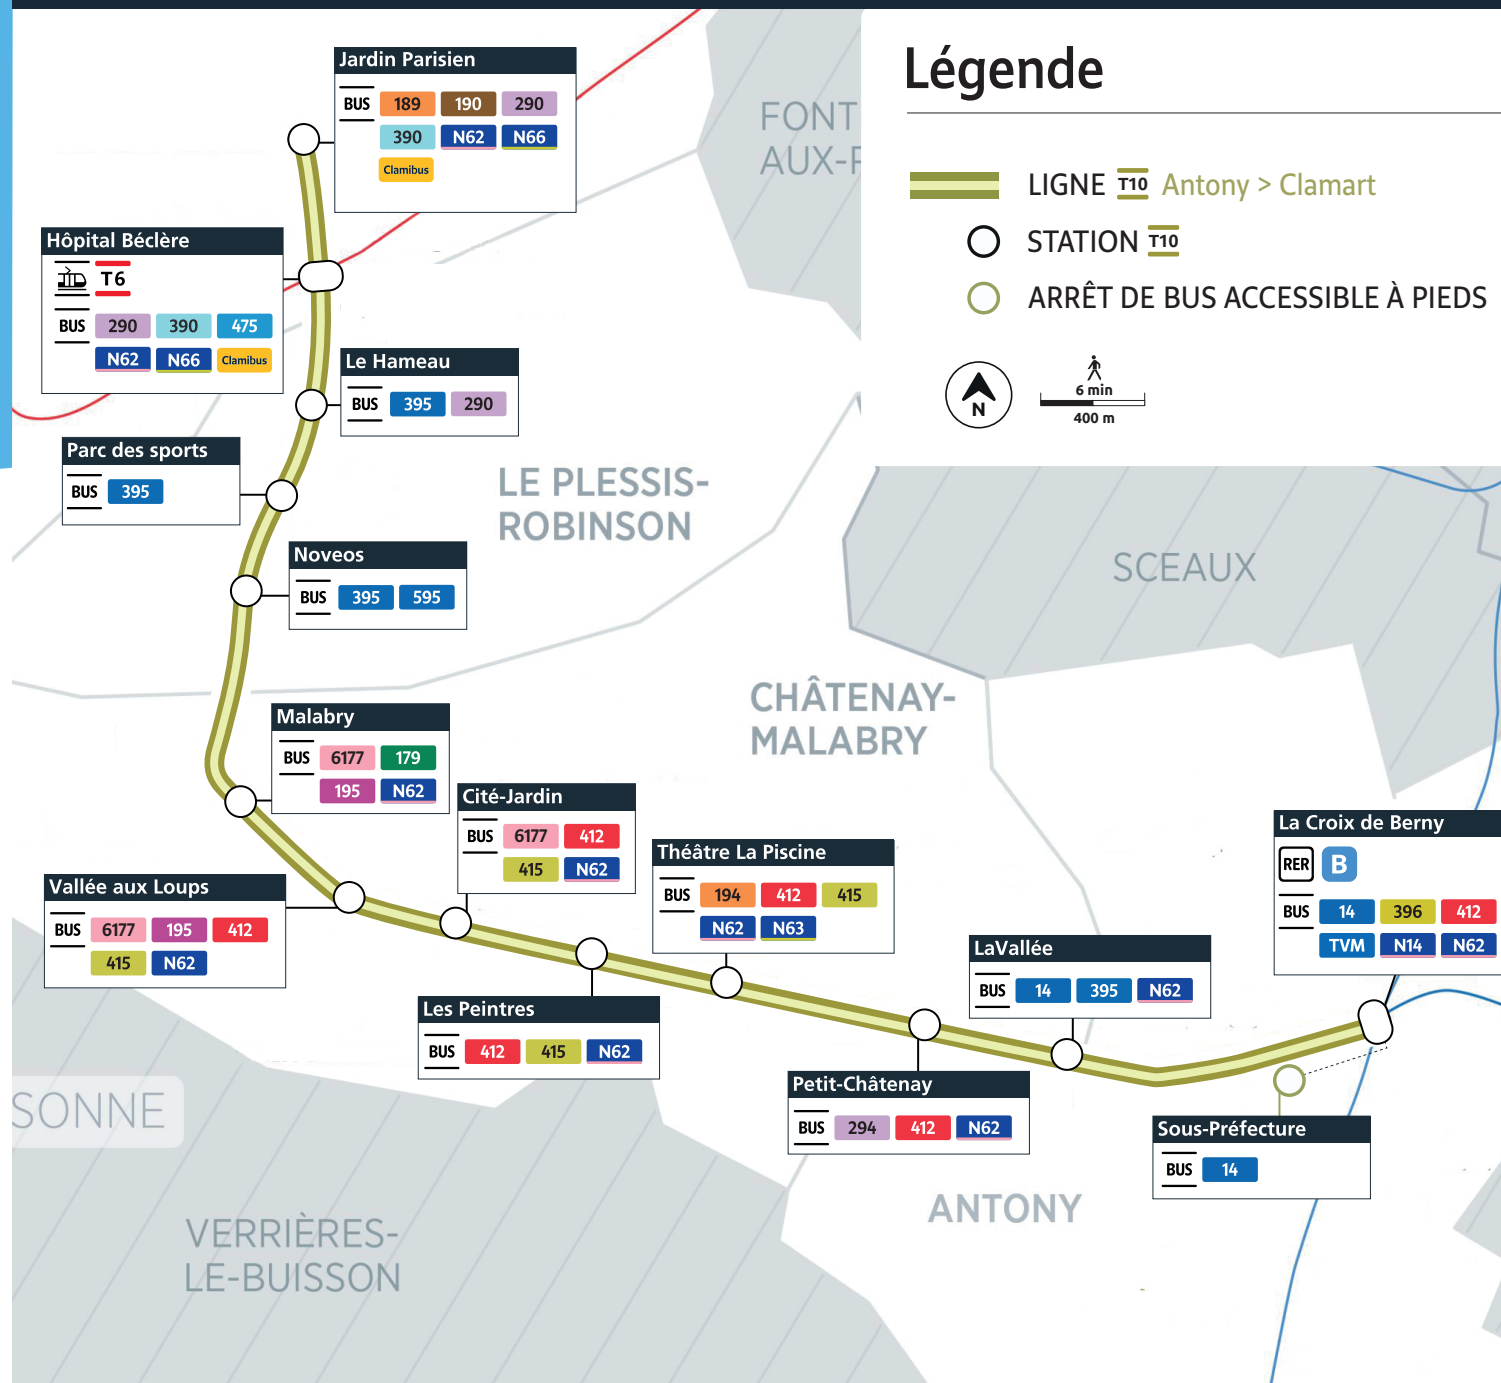 Légende
LIGNE T10 Antony > Clamart
STATION T10
ARRÊT DE BUS ACCESSIBLE À PIEDS
N
6 min
400 m
Jardin Parisien
BUS 189 190 290
390 N62 N66
Clamibus
Hôpital Béclère
T6
BUS 290 390 475
N62 N66 Clamibus
Le Hameau
BUS 395 290
Parc des sports
BUS 395
Noveos
BUS 395 595
Malabry
BUS 6177 179
195 N62
Cité-Jardin
BUS 6177 412
415 N62
Vallée aux Loups
BUS 6177 195 412
415 N62
Les Peintres
BUS 412 415 N62
Théâtre La Piscine
BUS 194 412 415
N62 N63
Petit-Châtenay
BUS 294 412 N62
LaVallée
BUS 14 395 N62
La Croix de Berny
RER B
BUS 14 396 412
TVM N14 N62
Sous-Préfecture
BUS 14
FONT
AUX-
LE PLESSIS-
ROBINSON
SCEAUX
CHÂTENAY-
MALABRY
SONNE
VERRIÈRES-
LE-BUISSON
ANTONY